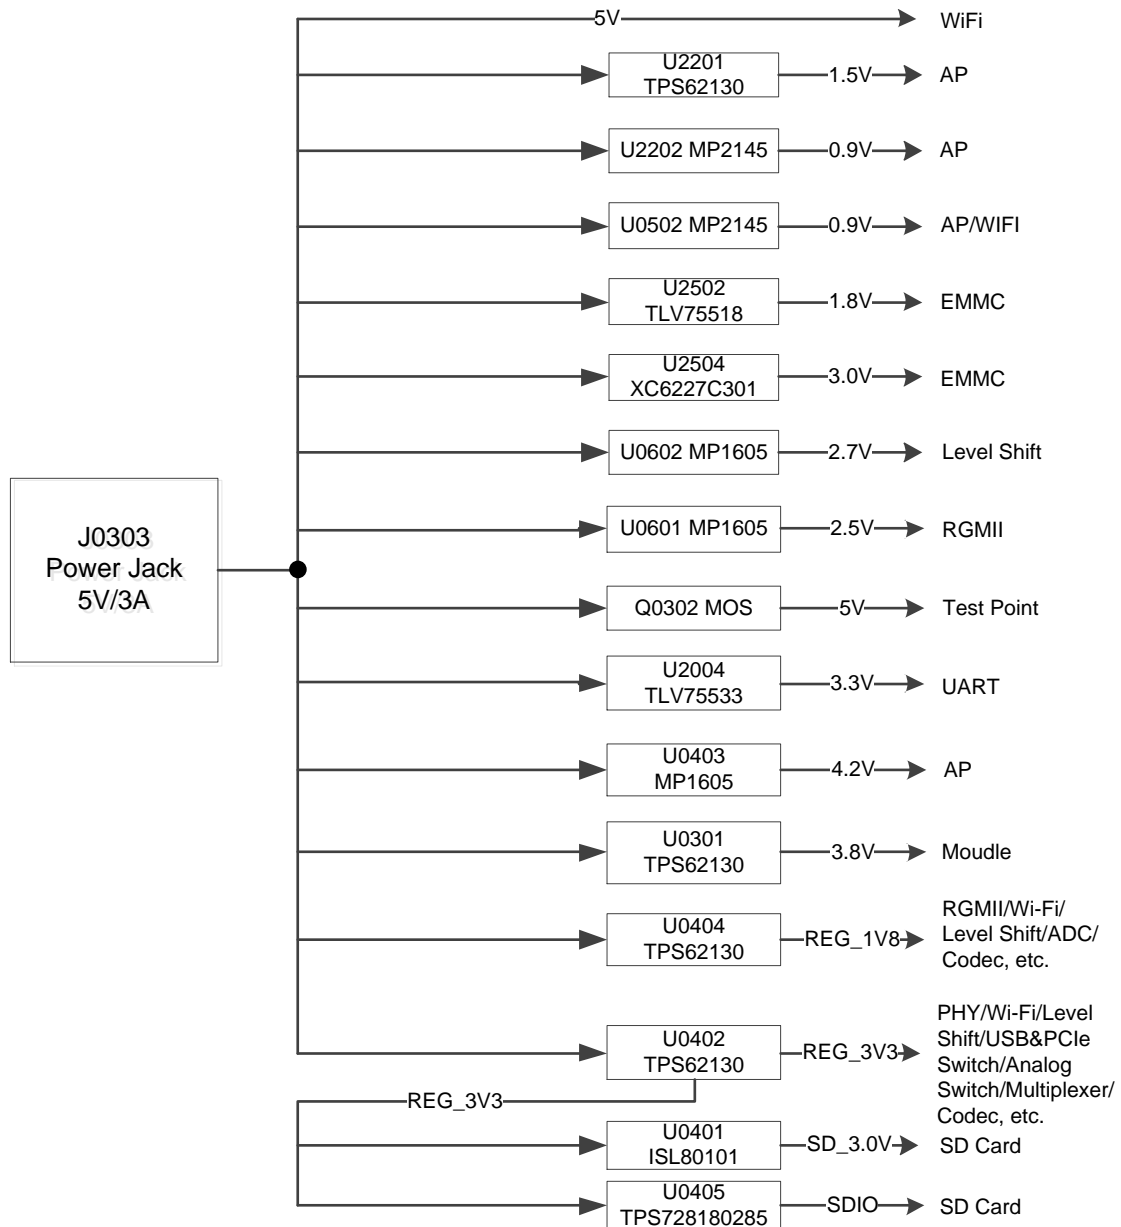 5V
WiFi
U2201
TPS62130
1.5V
AP
U2202 MP2145
0.9V
AP
U0502 MP2145
0.9V
AP/WIFI
U2502
TLV75518
1.8V
EMMC
U2504
XC6227C301
3.0V
EMMC
U0602 MP1605
2.7V
Level Shift
U0601 MP1605
2.5V
RGMII
J0303
Power Jack
5V/3A
Q0302 MOS
5V
Test Point
U2004
TLV75533
3.3V
UART
U0403
MP1605
4.2V
AP
U0301
TPS62130
3.8V
Moudle
U0404
TPS62130
REG_1V8
RGMII/Wi-Fi/
Level Shift/ADC/
Codec, etc.
U0402
TPS62130
REG_3V3
PHY/Wi-Fi/Level
Shift/USB&PCIe
Switch/Analog
Switch/Multiplexer/
Codec, etc.
REG_3V3
U0401
ISL80101
SD_3.0V
SD Card
U0405
TPS728180285
SDIO
SD Card